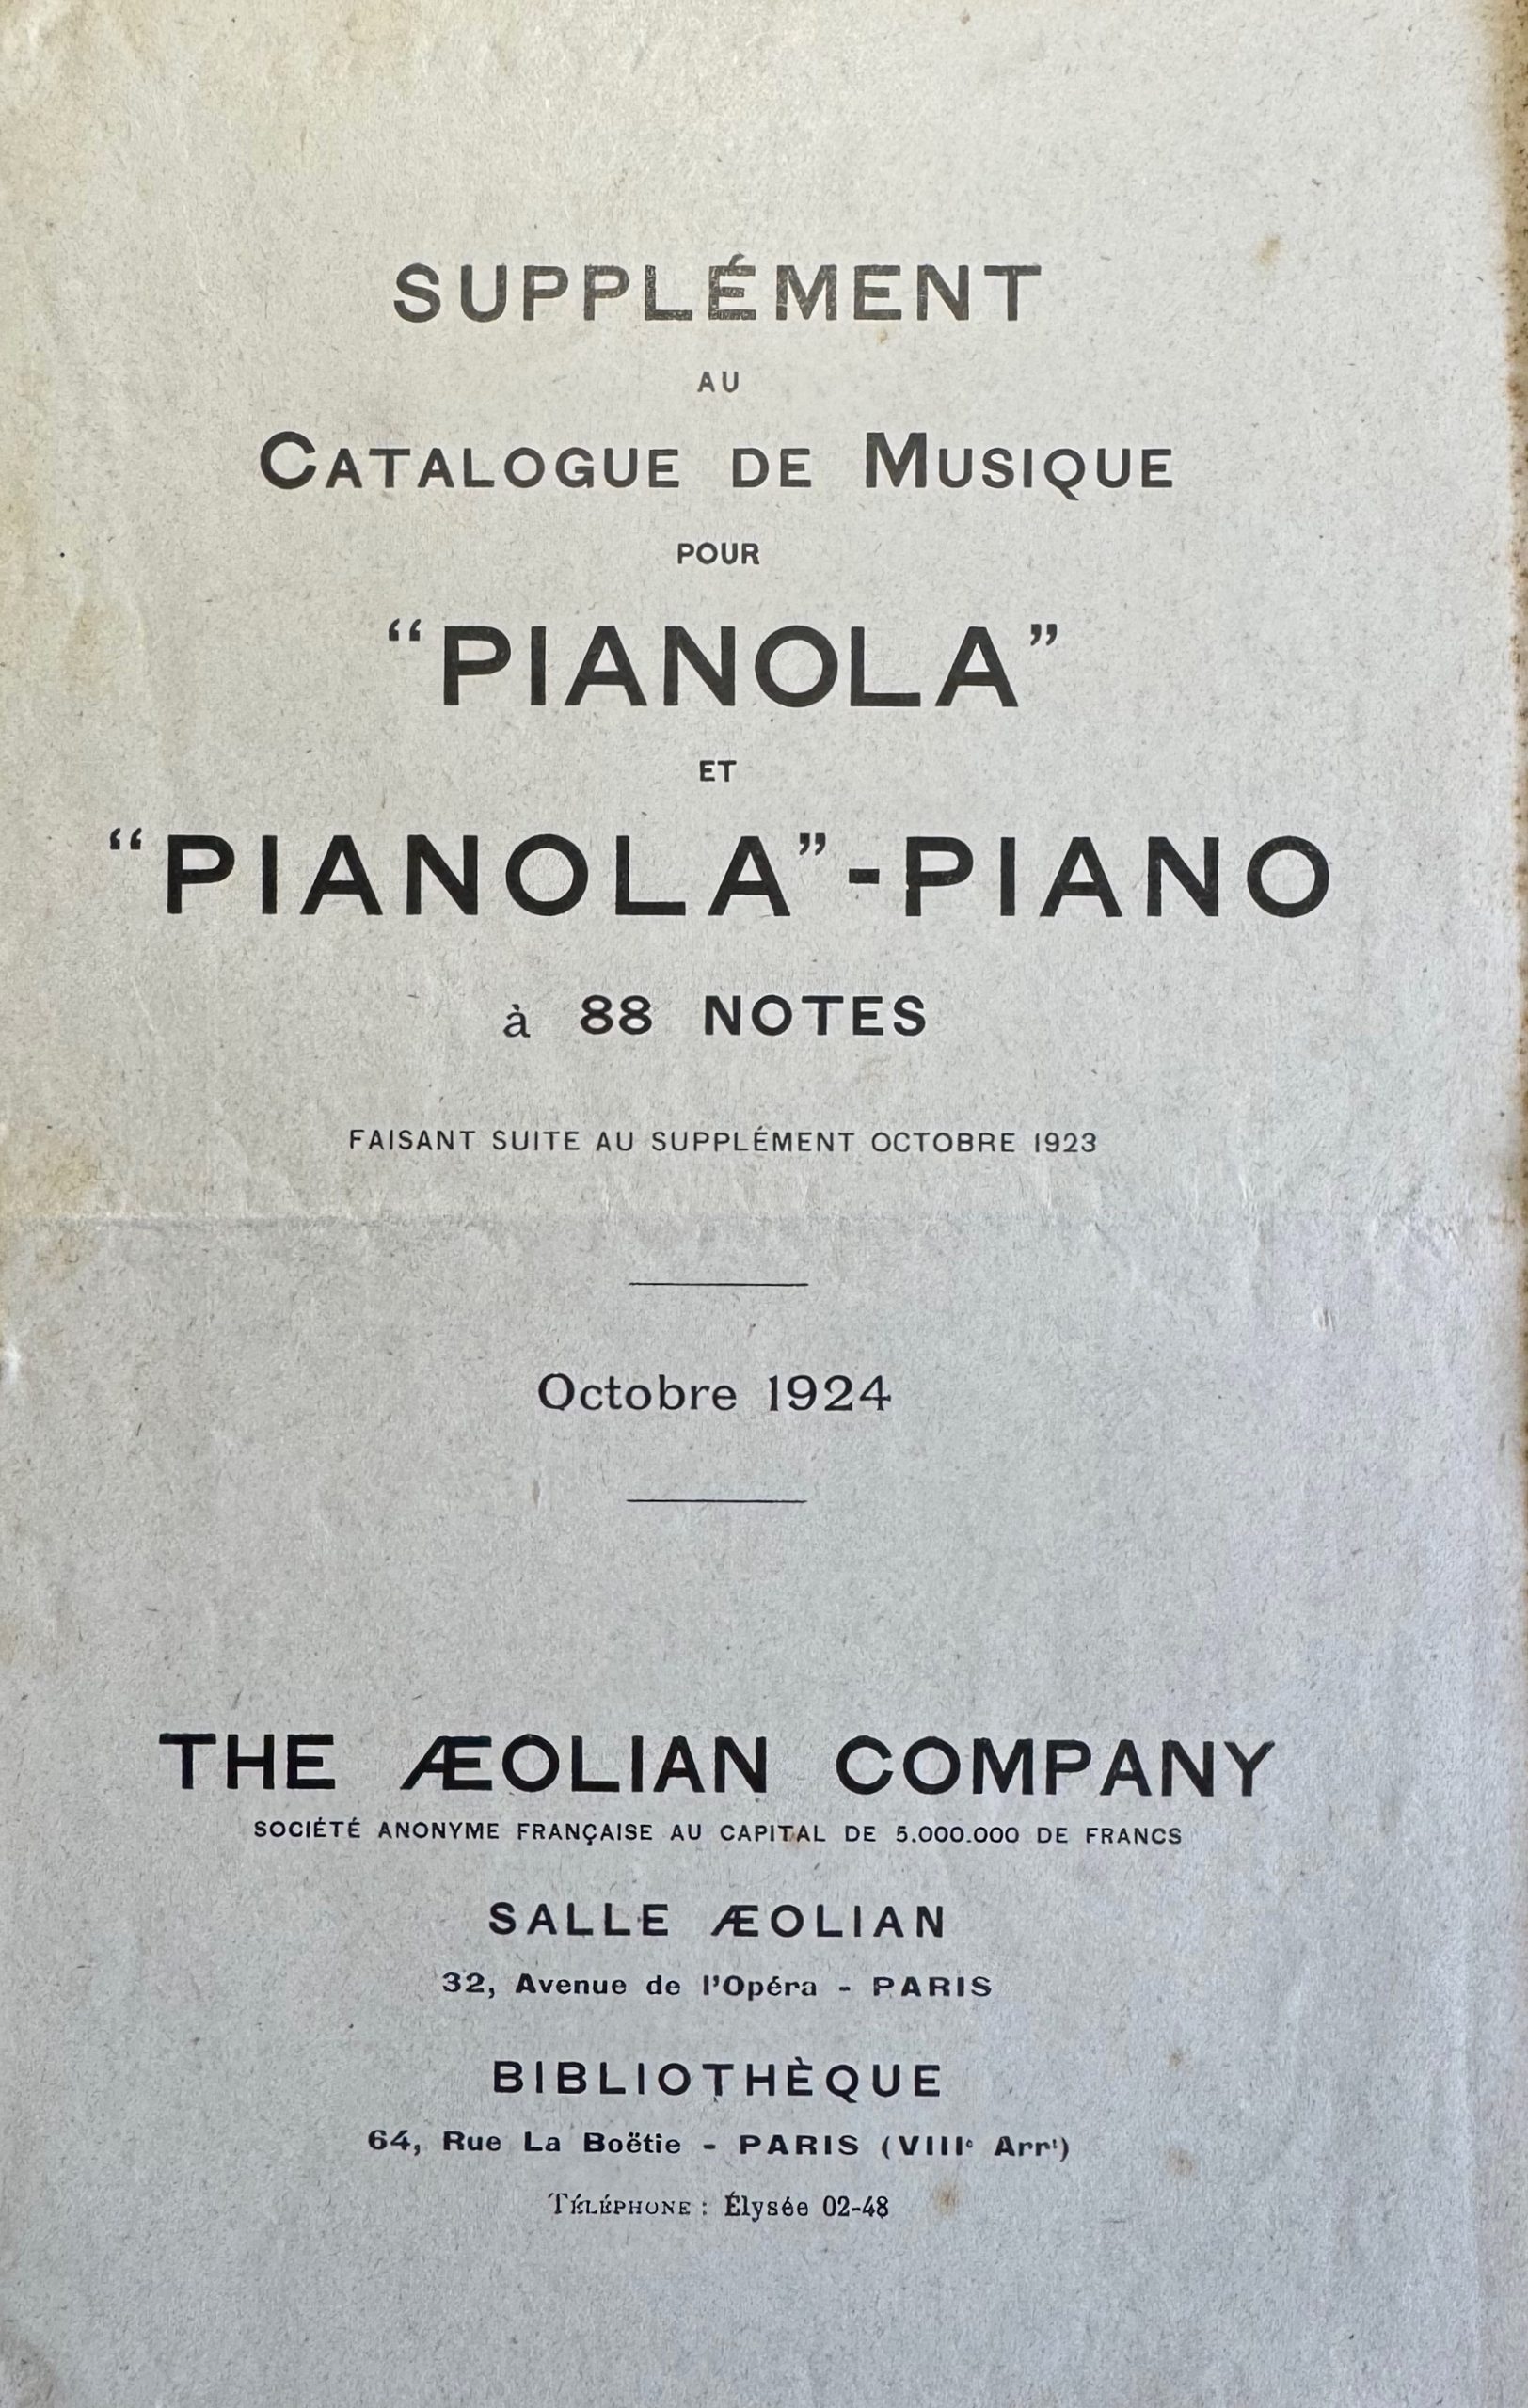 SUPPLÉMENT
AU
CATALOGUE DE MUSIQUE
POUR
“PIANOLA”
ET
“PIANOLA”-PIANO
à 88 NOTES
FAISANT SUITE AU SUPPLÉMENT OCTOBRE 1923
Octobre 1924
THE ÆOLIAN COMPANY
SOCIÉTÉ ANONYME FRANÇAISE AU CAPITAL DE 5.000.000 DE FRANCS
SALLE ÆOLIAN
32, Avenue de l'Opéra - PARIS
BIBLIOTHÈQUE
64, Rue La Boëtie - PARIS (VIIIᵉ Arrᵗ)
TÉLÉPHONE : Élysée 02-48